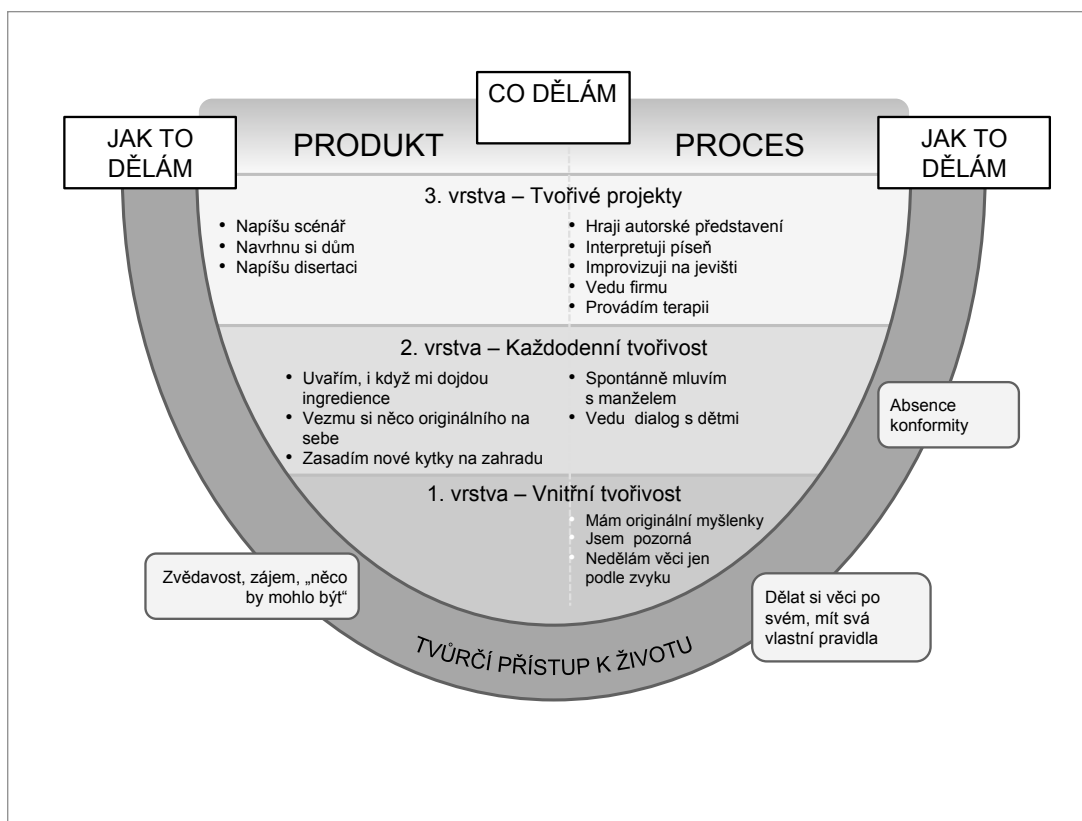 CO DĚLÁM
JAK TO
DĚLÁM
PRODUKT
PROCES
JAK TO
DĚLÁM
3. vrstva – Tvořivé projekty
• Napíšu scénář
• Navrhnu si dům
• Napíšu disertaci
• Hraji autorské představení
• Interpretuji píseň
• Improvizuji na jevišti
• Vedu firmu
• Provádím terapii
2. vrstva – Každodenní tvořivost
• Uvařím, i když mi dojdou
ingredience
• Vezmu si něco originálního na
sebe
• Zasadím nové kytky na zahradu
• Spontánně mluvím
s manželem
• Vedu dialog s dětmi
Absence
konformity
1. vrstva – Vnitřní tvořivost
• Mám originální myšlenky
• Jsem pozorná
• Nedělám věci jen
podle zvyku
Zvědavost, zájem, „něco
by mohlo být“
Dělat si věci po
svém, mít svá
vlastní pravidla
TVŮRČÍ PŘÍSTUP K ŽIVOTU